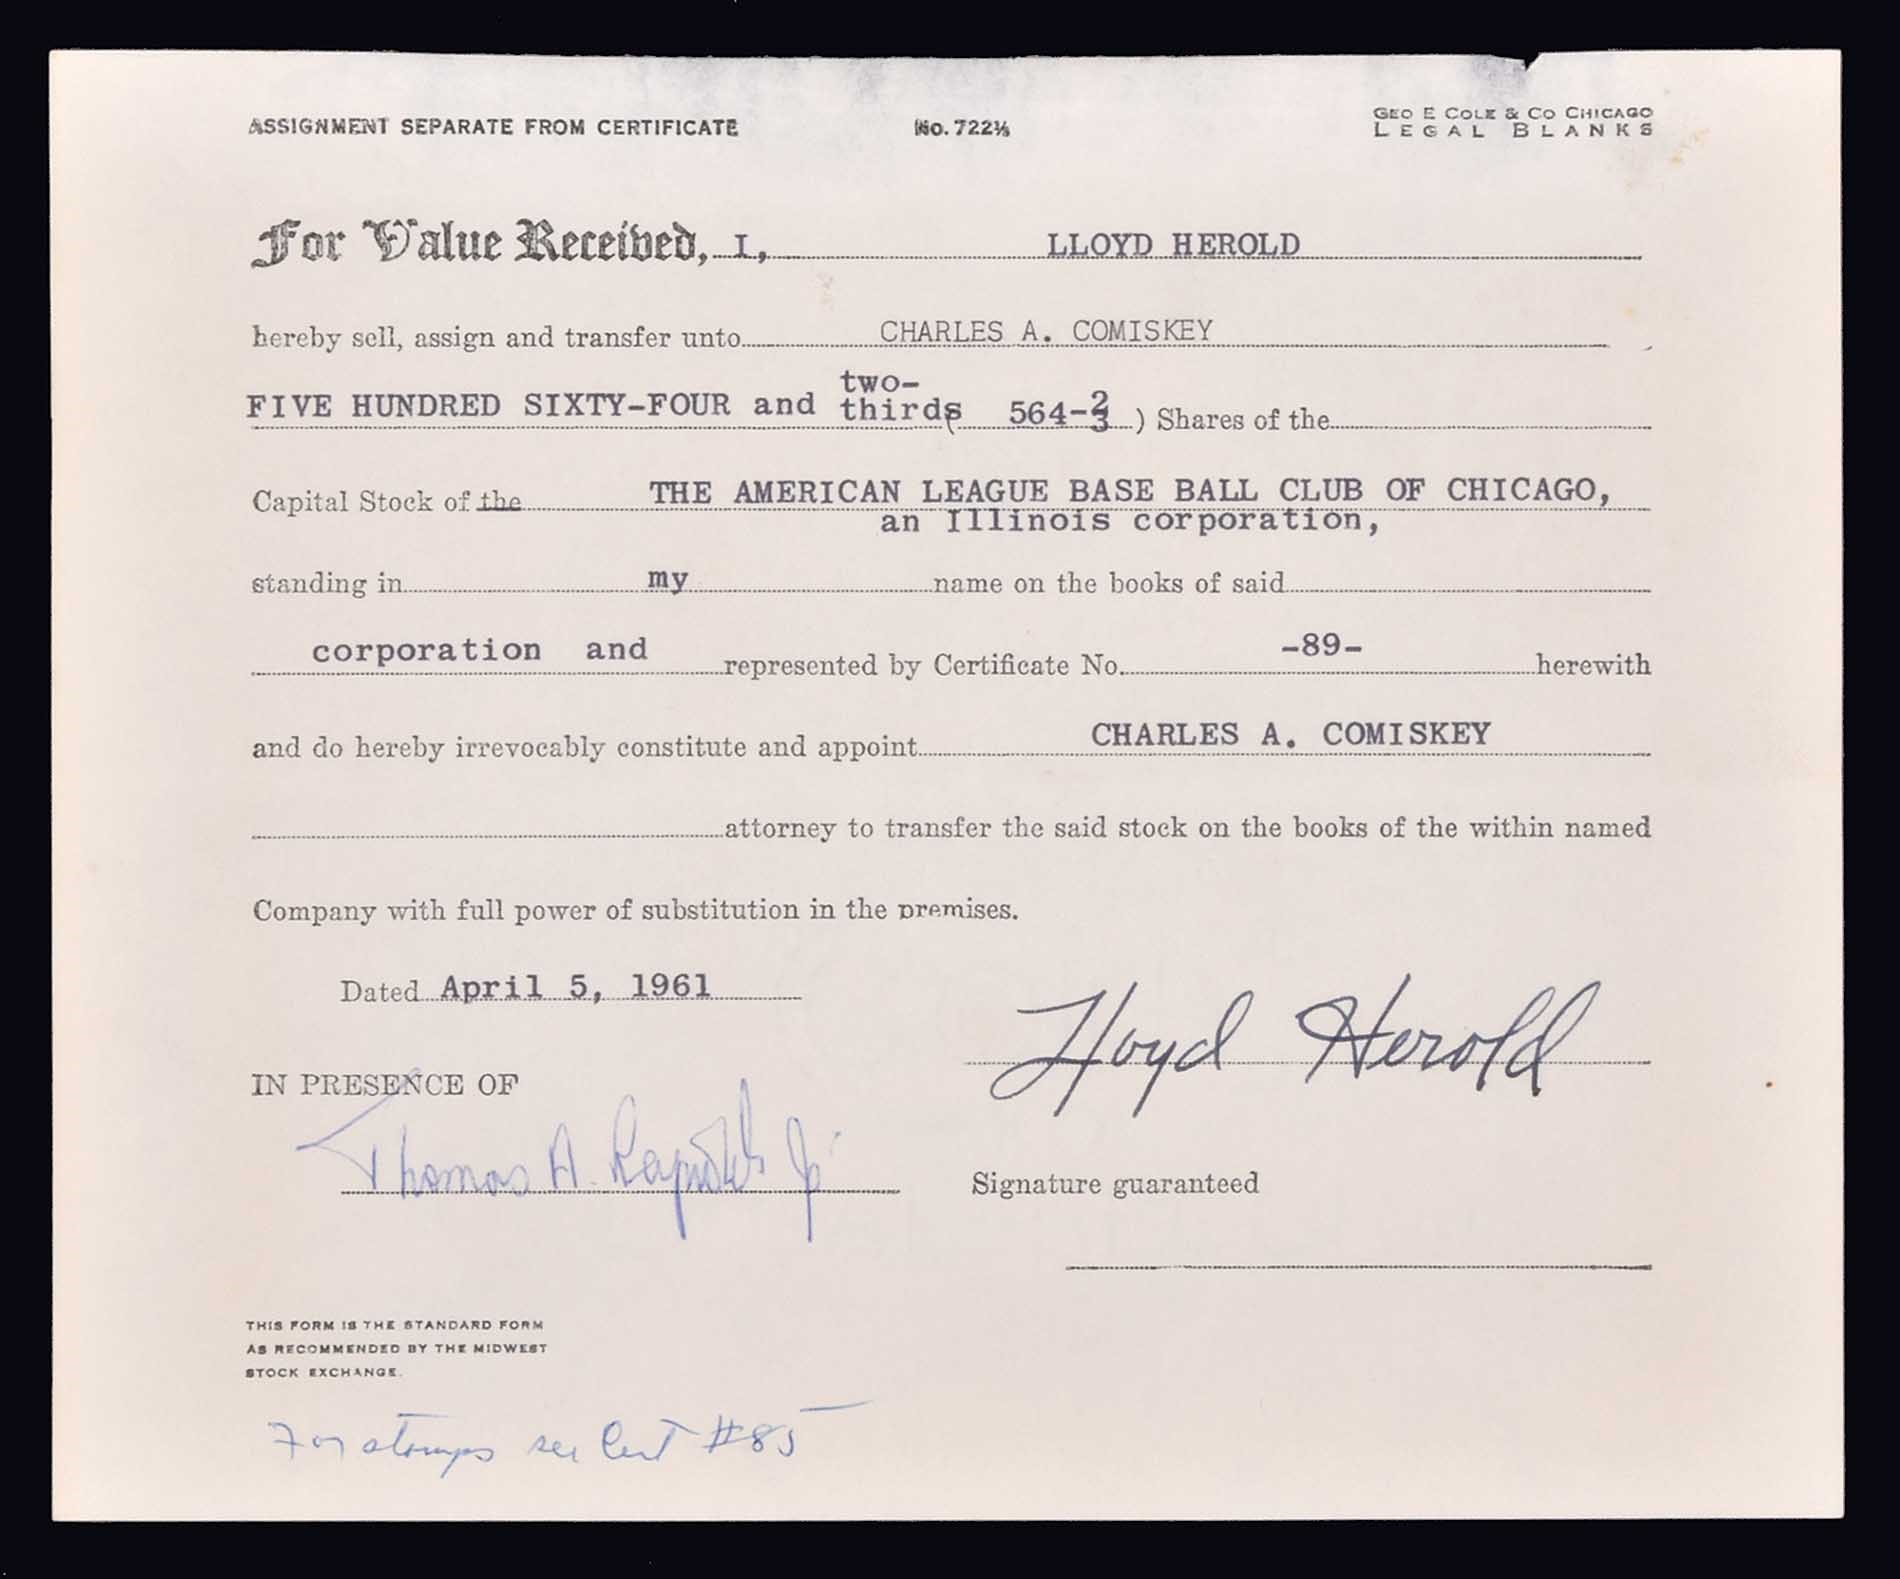 ASSIGNMENT SEPARATE FROM CERTIFICATE No. 722½ GEO E COLE & CO CHICAGO
LEGAL BLANKS
For Value Received, I, LLOYD HEROLD
hereby sell, assign and transfer unto CHARLES A. COMISKEY
FIVE HUNDRED SIXTY-FOUR and two-thirds ( 564-2/3 ) Shares of the
Capital Stock of the THE AMERICAN LEAGUE BASE BALL CLUB OF CHICAGO,
an Illinois corporation,
standing in my name on the books of said
corporation and represented by Certificate No. -89- herewith
and do hereby irrevocably constitute and appoint CHARLES A. COMISKEY
attorney to transfer the said stock on the books of the within named
Company with full power of substitution in the premises.
Dated April 5, 1961
Lloyd Herold
IN PRESENCE OF
Thomas A. Jr
Signature guaranteed
THIS FORM IS THE STANDARD FORM
AS RECOMMENDED BY THE MIDWEST
STOCK EXCHANGE.
For stamps see Cert #85